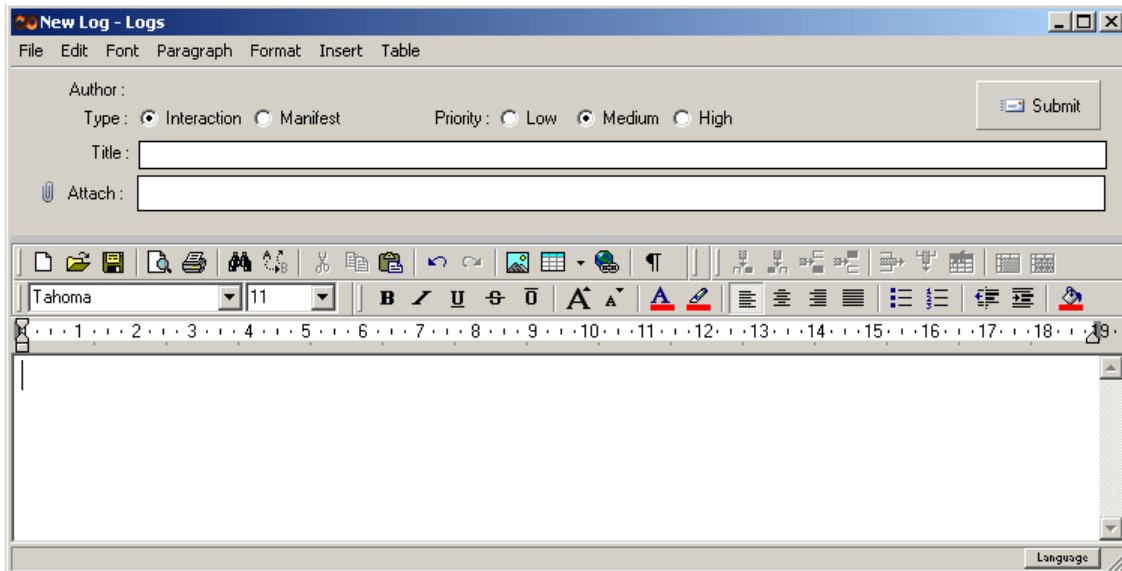 New Log - Logs
File Edit Font Paragraph Format Insert Table
Author :
Type : Interaction Manifest Priority : Low Medium High Submit
Title :
Attach :
Tahoma 11 B I U S O A A A
1 2 3 4 5 6 7 8 9 10 11 12 13 14 15 16 17 18 19
Language